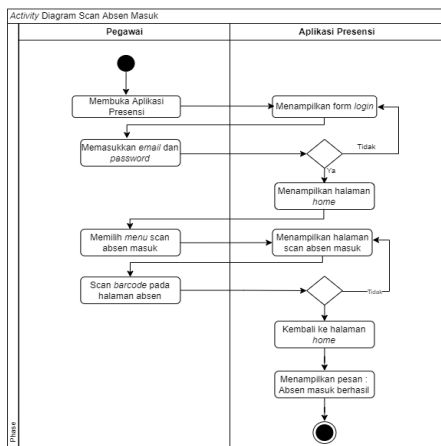 Activity Diagram Scan Absen Masuk
Pegawai
Aplikasi Presensi
Membuka Aplikasi
Presensi
Menampilkan form login
Memasukkan email dan
password
Tidak
Ya
Menampilkan halaman
home
Memilih menu scan
absen masuk
Menampilkan halaman
scan absen masuk
Scan barcode pada
halaman absen
Tidak
Kembali ke halaman
home
Menampilkan pesan :
Absen masuk berhasil
Phase